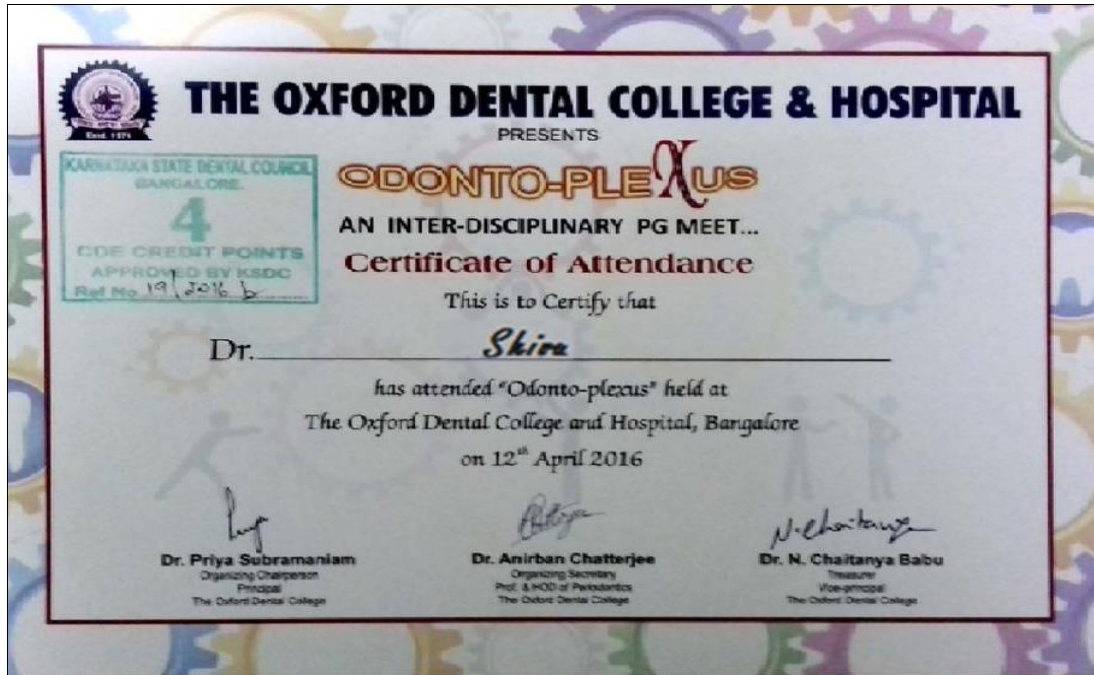 Estd. 1974
THE OXFORD DENTAL COLLEGE & HOSPITAL
PRESENTS
KARNATAKA STATE DENTAL COUNCIL
BANGALORE.
4
CDE CREDIT POINTS
APPROVED BY KSDC
Ref No 19/2016 b
ODONTO-PLEXUS
AN INTER-DISCIPLINARY PG MEET...
Certificate of Attendance
This is to Certify that
Dr. Shiva
has attended "Odonto-plexus" held at
The Oxford Dental College and Hospital, Bangalore
on 12th April 2016
N. Chaitanya
Dr. Priya Subramaniam
Organizing Chairperson
Principal
The Oxford Dental College
Dr. Anirban Chatterjee
Organizing Secretary
Prof. & HOD of Periodontics
The Oxford Dental College
Dr. N. Chaitanya Babu
Treasurer
Vice-principal
The Oxford Dental College